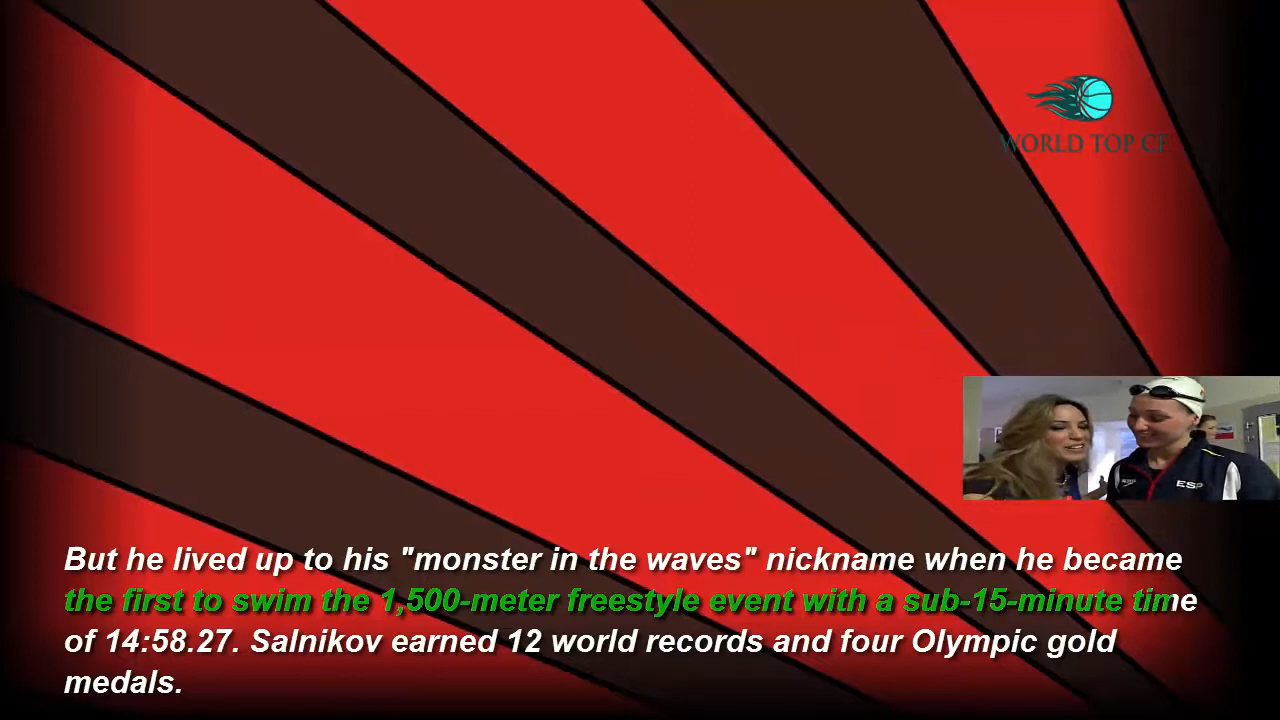 WORLD TOP CF
ESP
But he lived up to his "monster in the waves" nickname when he became
the first to swim the 1,500-meter freestyle event with a sub-15-minute time
of 14:58.27. Salnikov earned 12 world records and four Olympic gold
medals.